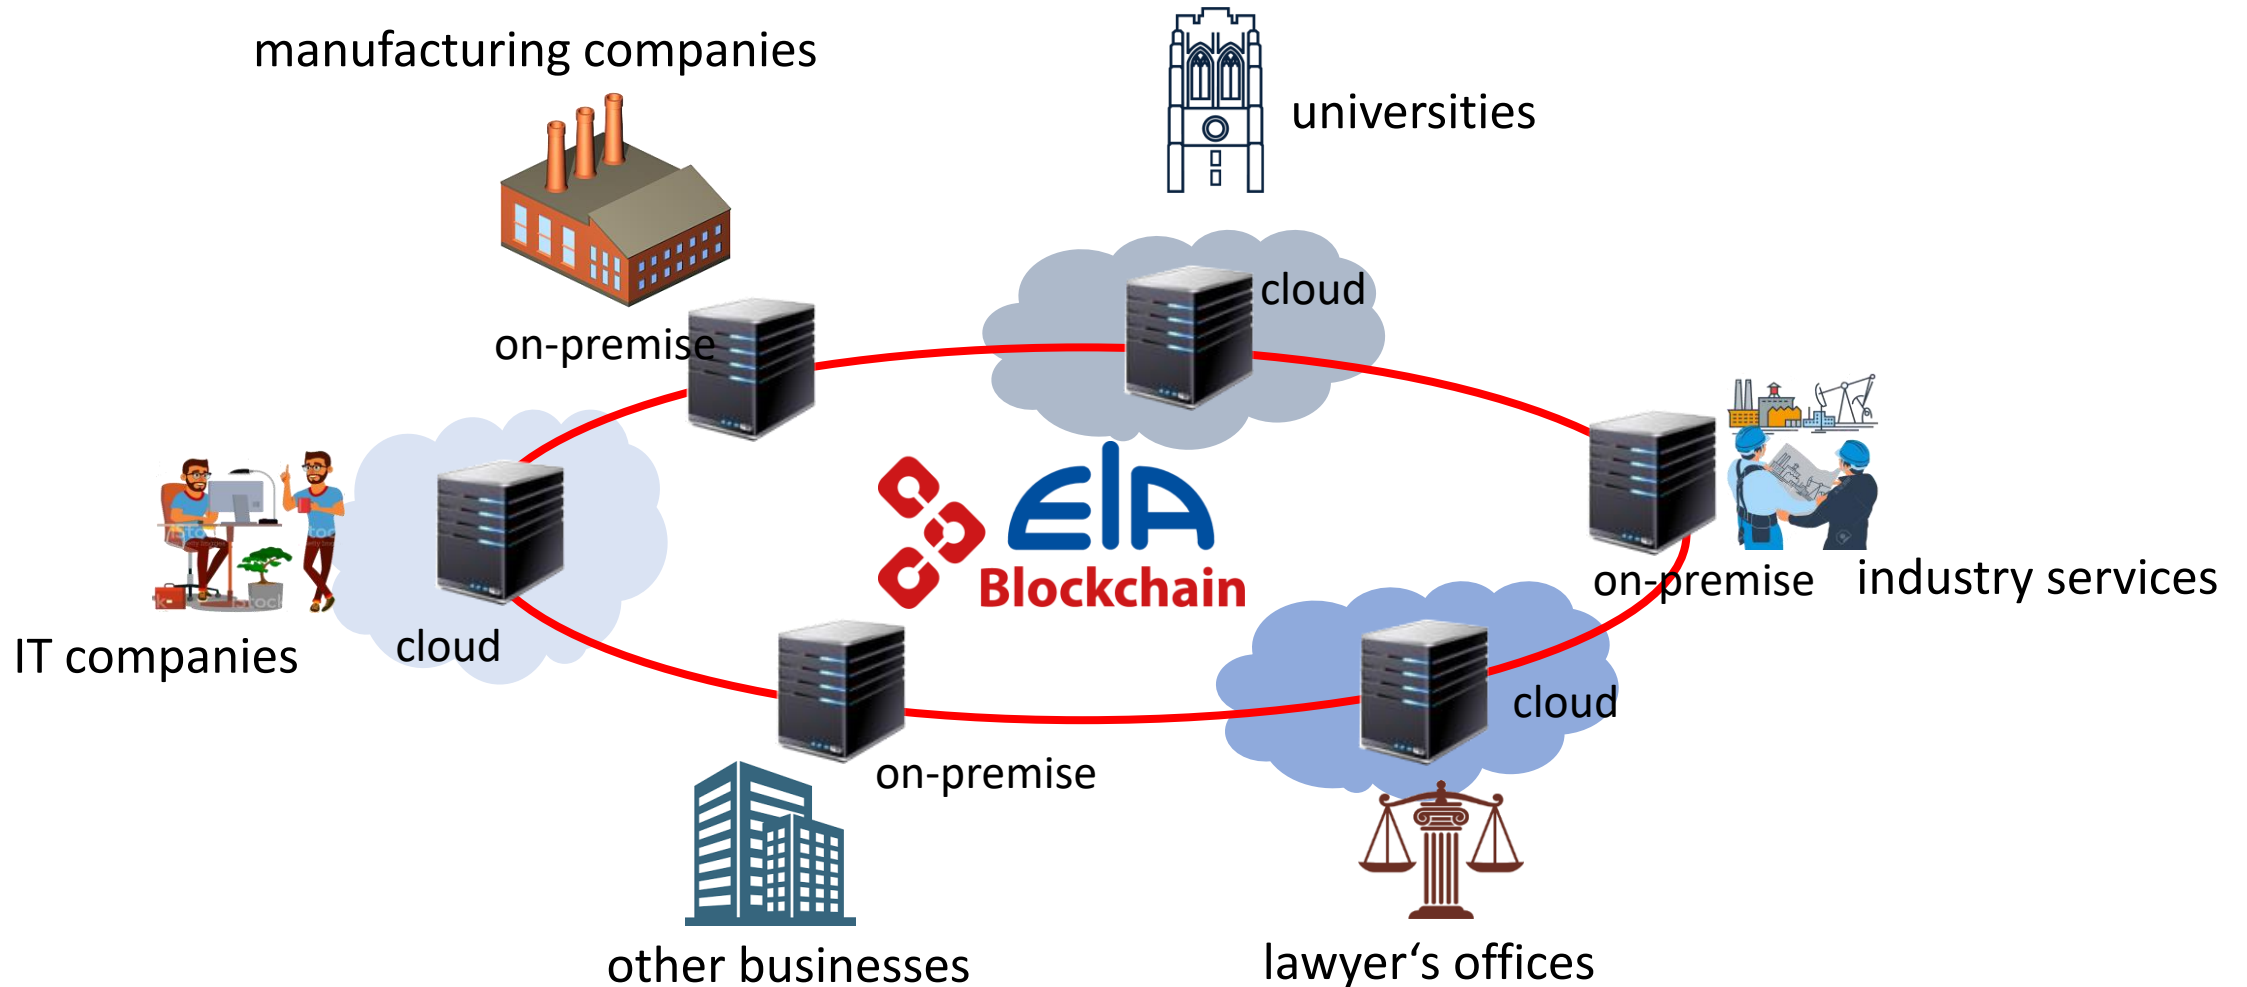 manufacturing companies
universities
cloud
on-premise
on-premise
industry services
IT companies
cloud
EIA
Blockchain
cloud
on-premise
other businesses
lawyer‘s offices